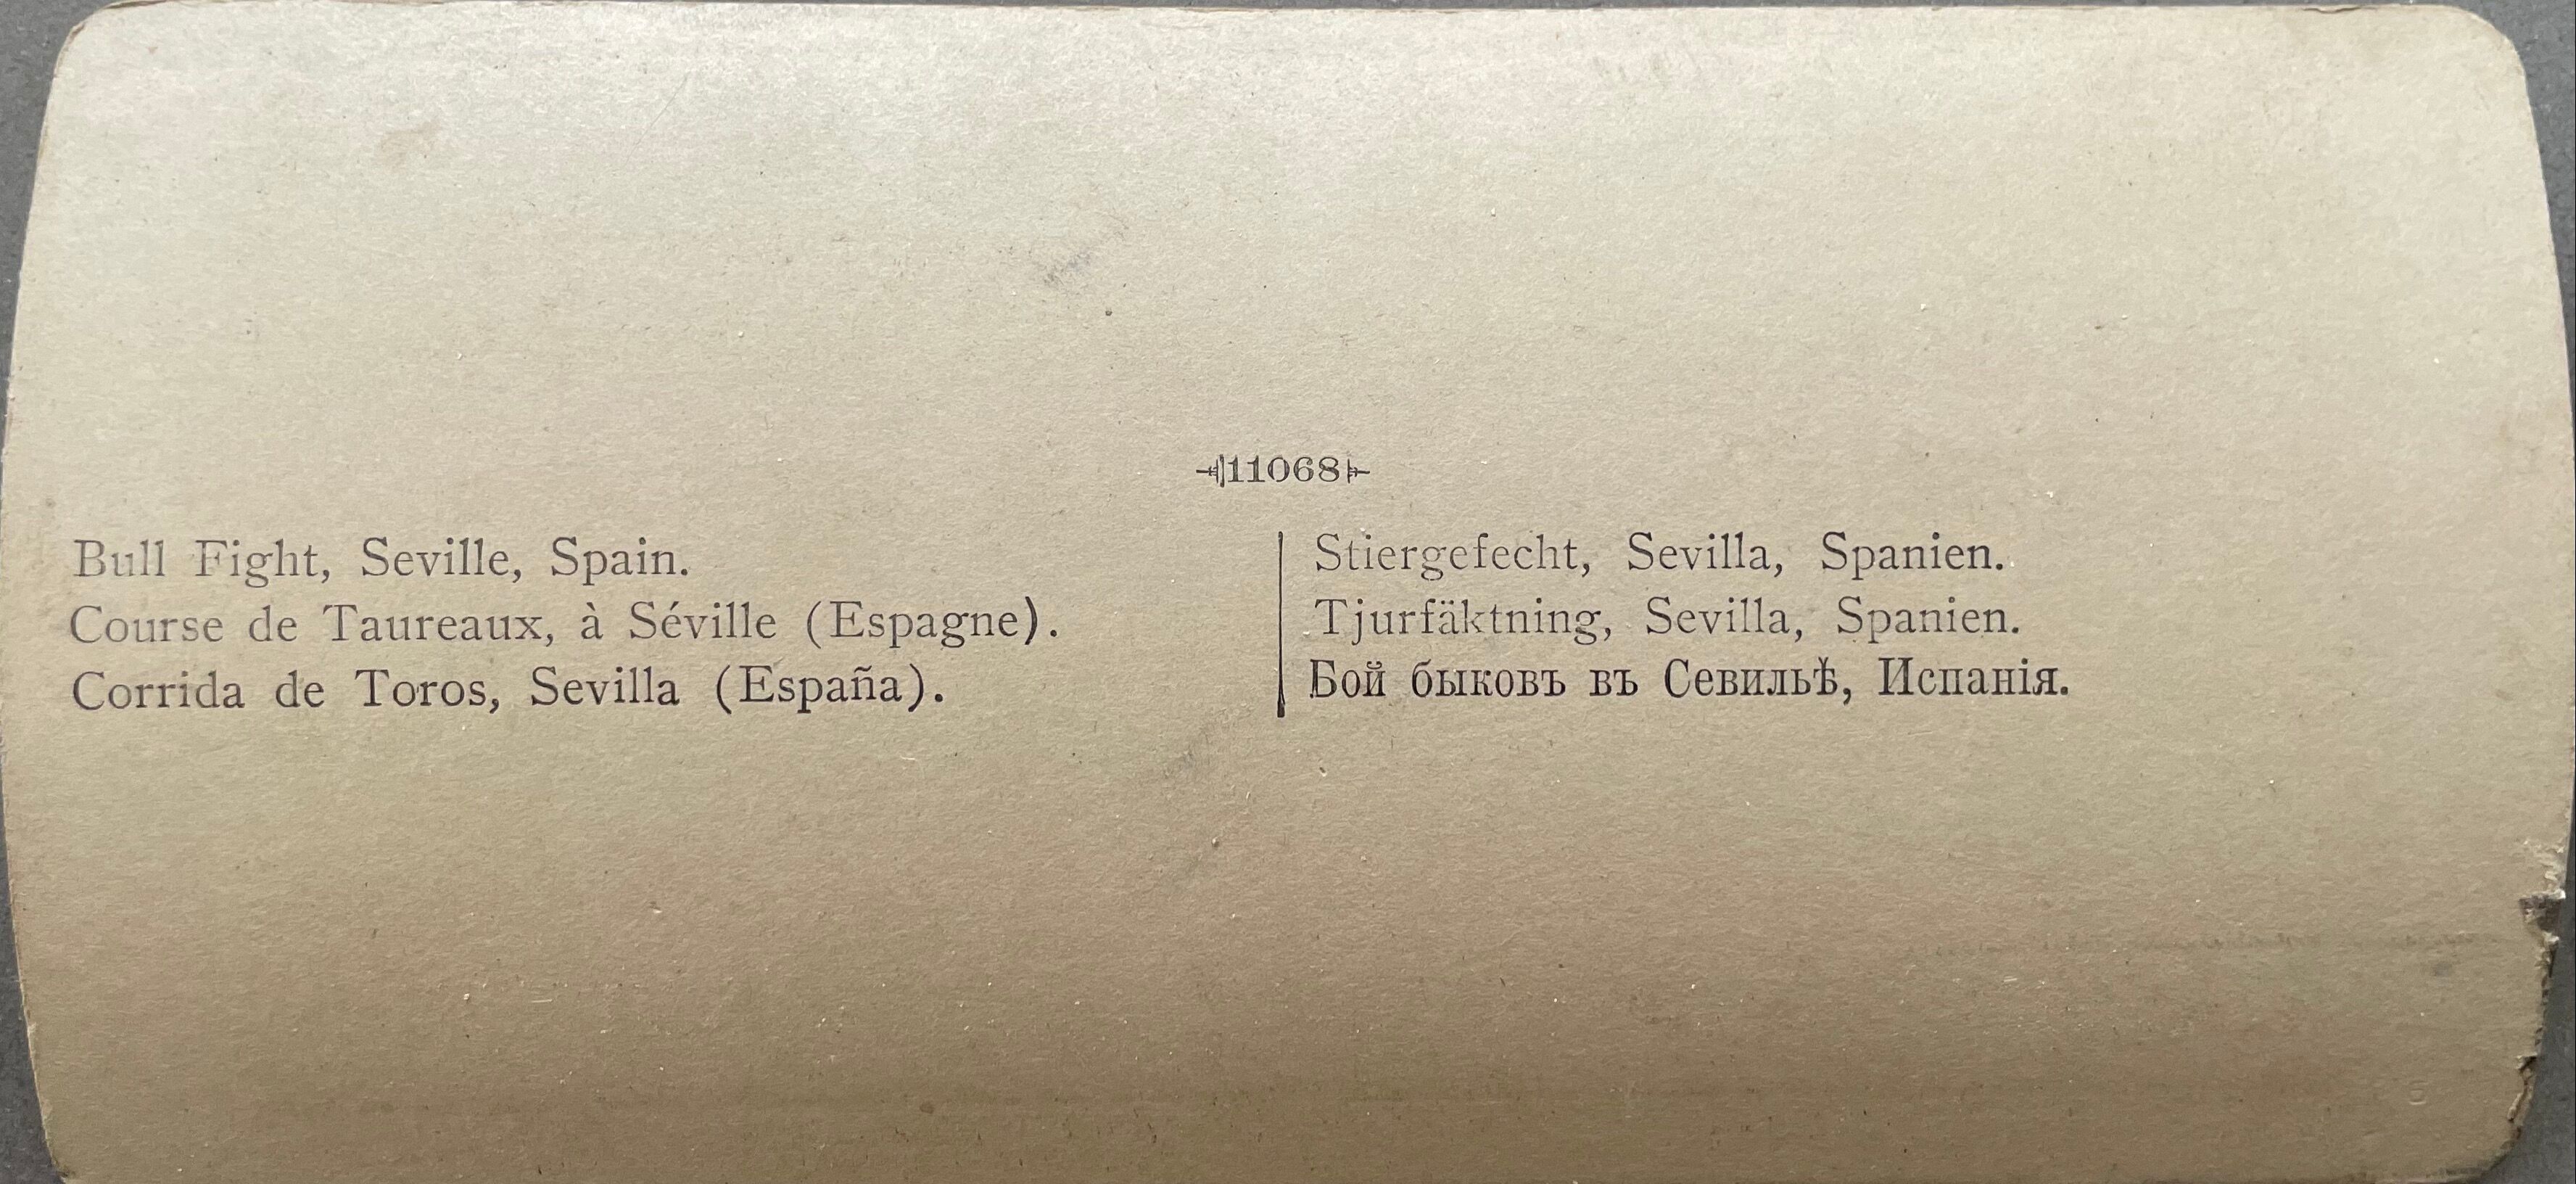 11068
Bull Fight, Seville, Spain.
Course de Taureaux, à Séville (Espagne).
Corrida de Toros, Sevilla (España).
Stiergefecht, Sevilla, Spanien.
Tjurfäktning, Sevilla, Spanien.
Бой быковъ въ Севильѣ, Испанія.